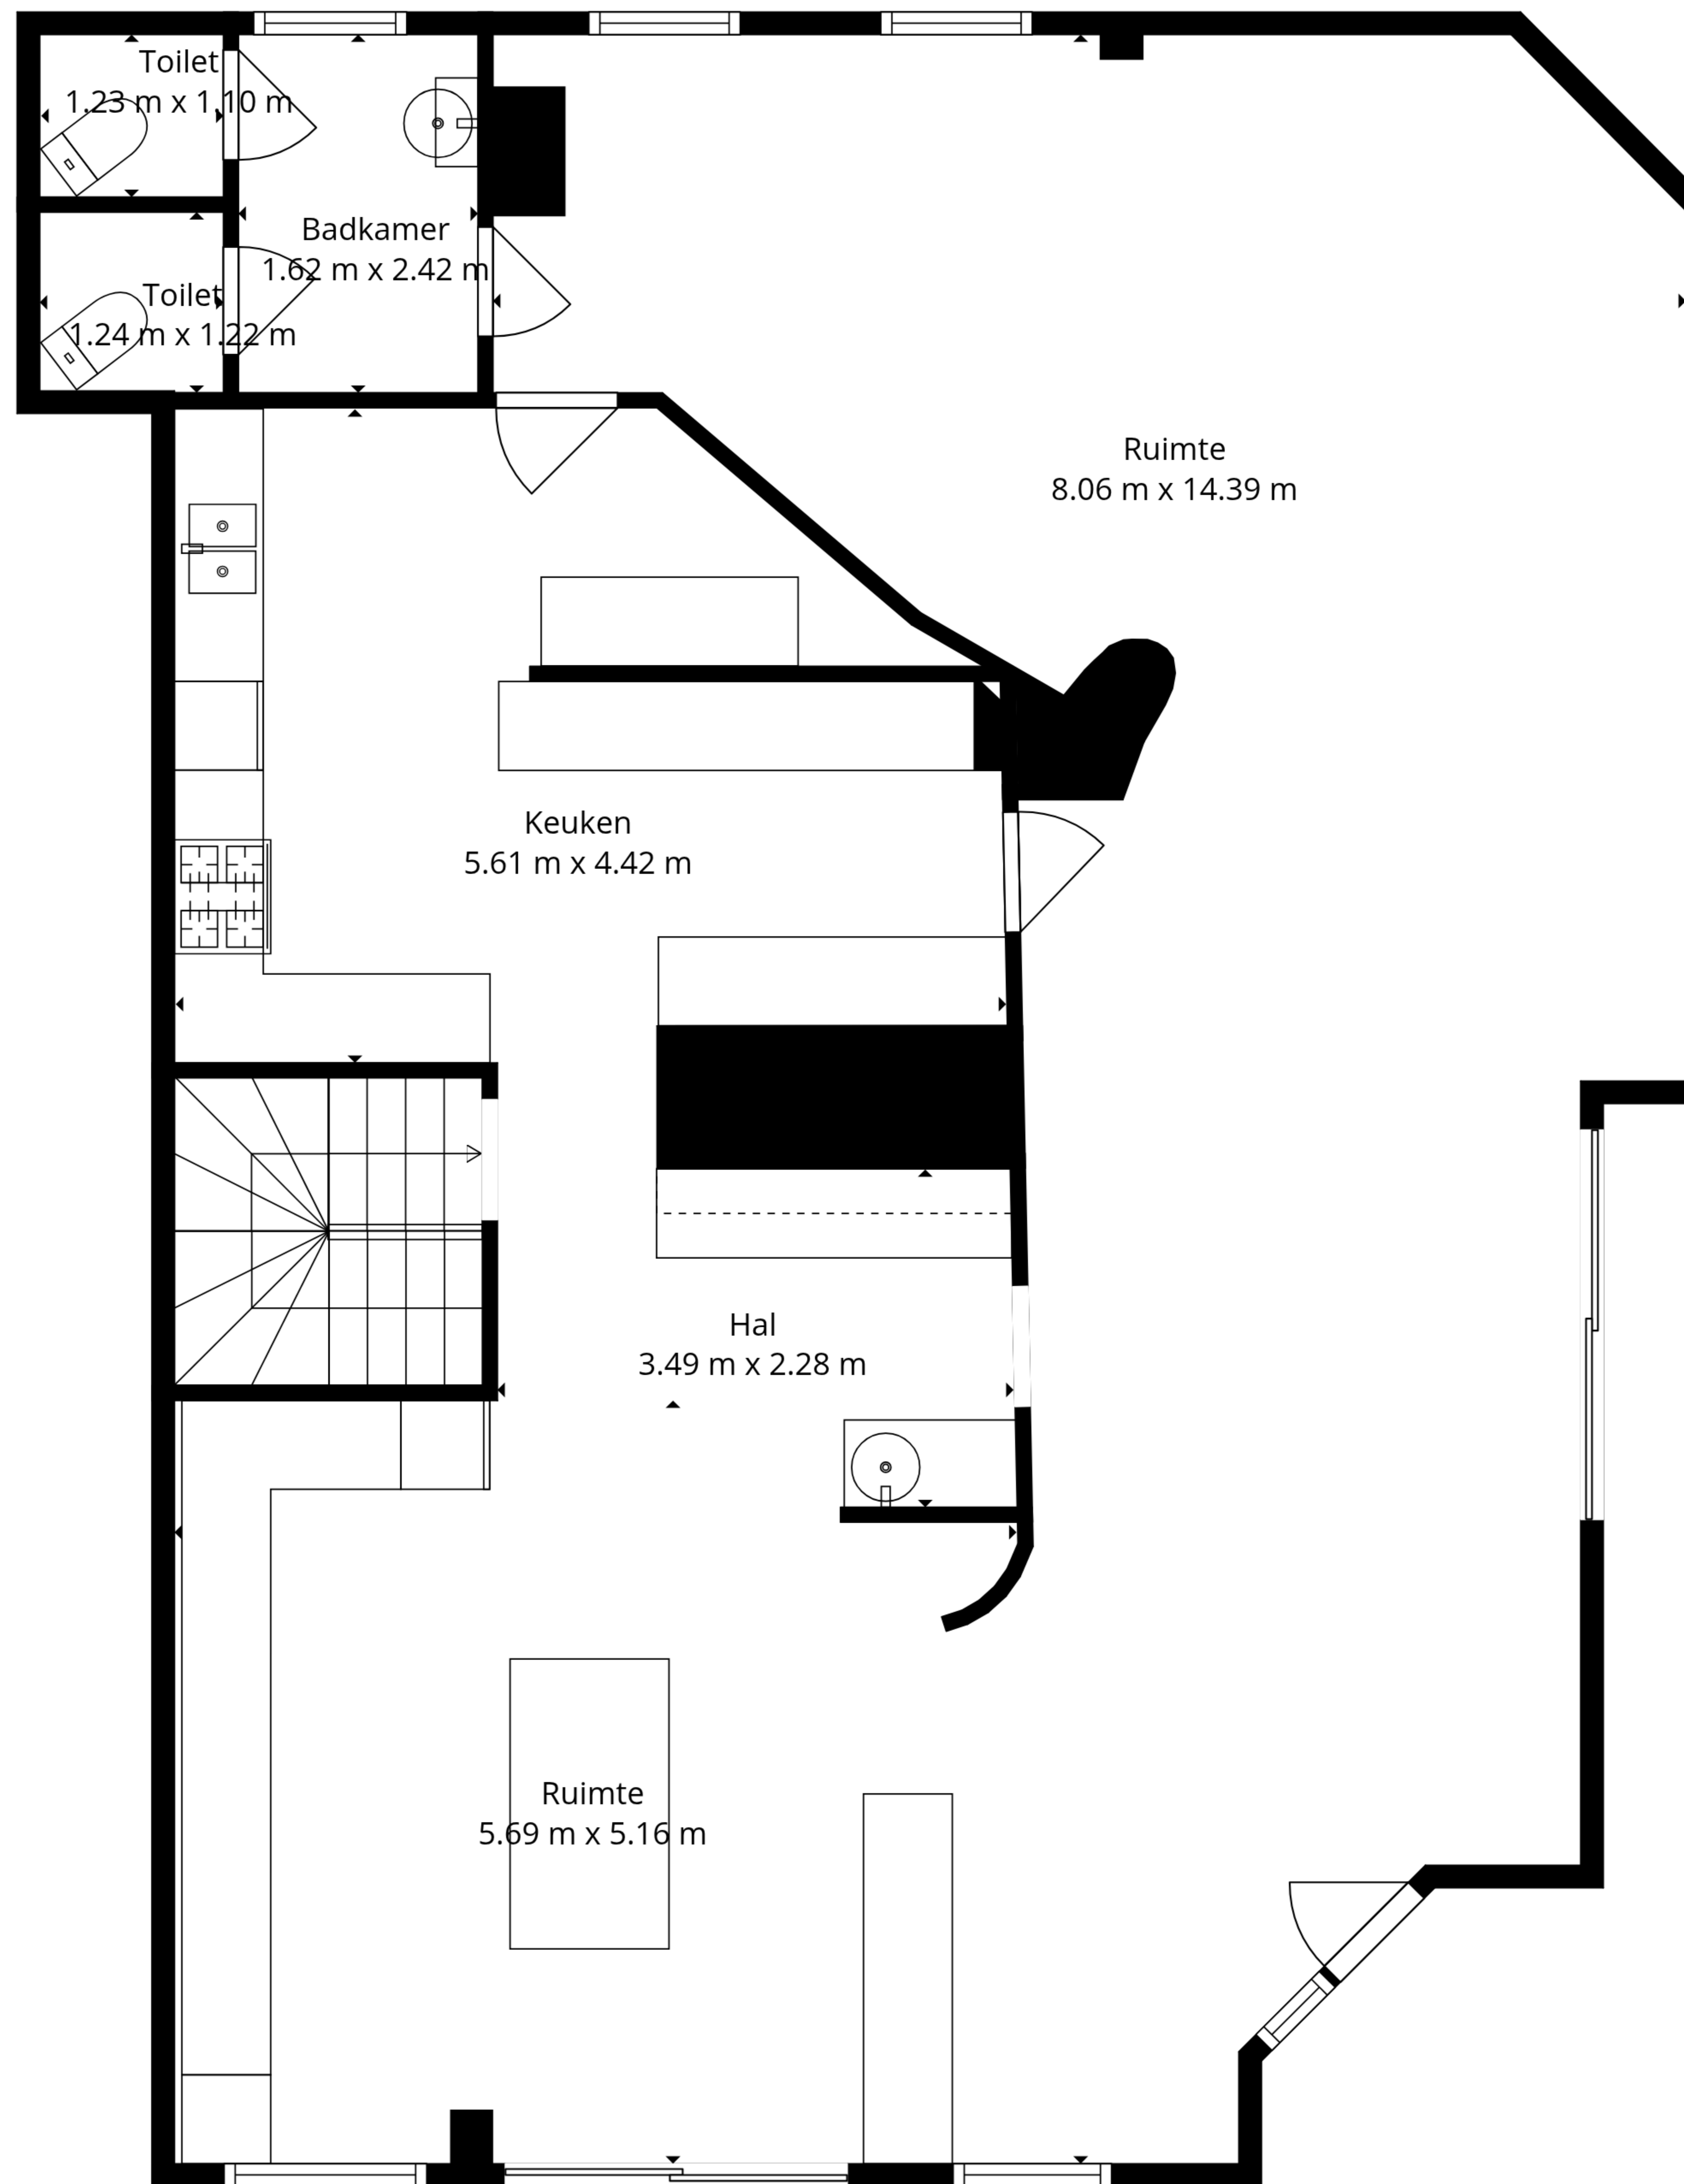 Toilet
1.23 m x 1.10 m
Badkamer
1.62 m x 2.42 m
Toilet
1.24 m x 1.22 m
Ruimte
8.06 m x 14.39 m
Keuken
5.61 m x 4.42 m
Hal
3.49 m x 2.28 m
Ruimte
5.69 m x 5.16 m